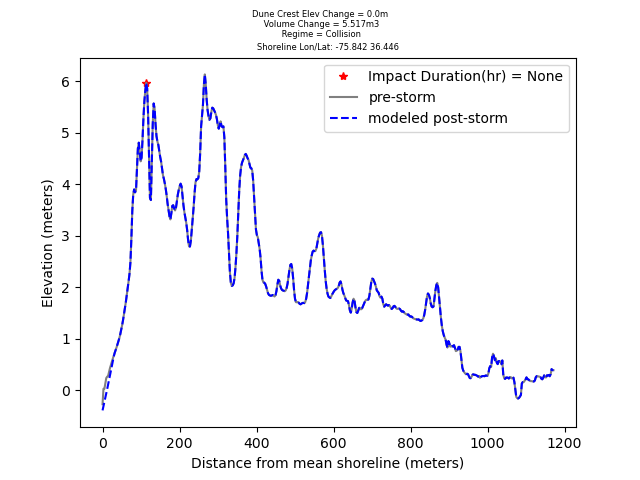 Dune Crest Elev Change = 0.0m
Volume Change = 5.517m3
Regime = Collision
Shoreline Lon/Lat: -75.842 36.446
Impact Duration(hr) = None
pre-storm
modeled post-storm
6
5
4
3
2
1
0
Elevation (meters)
0 200 400 600 800 1000 1200
Distance from mean shoreline (meters)